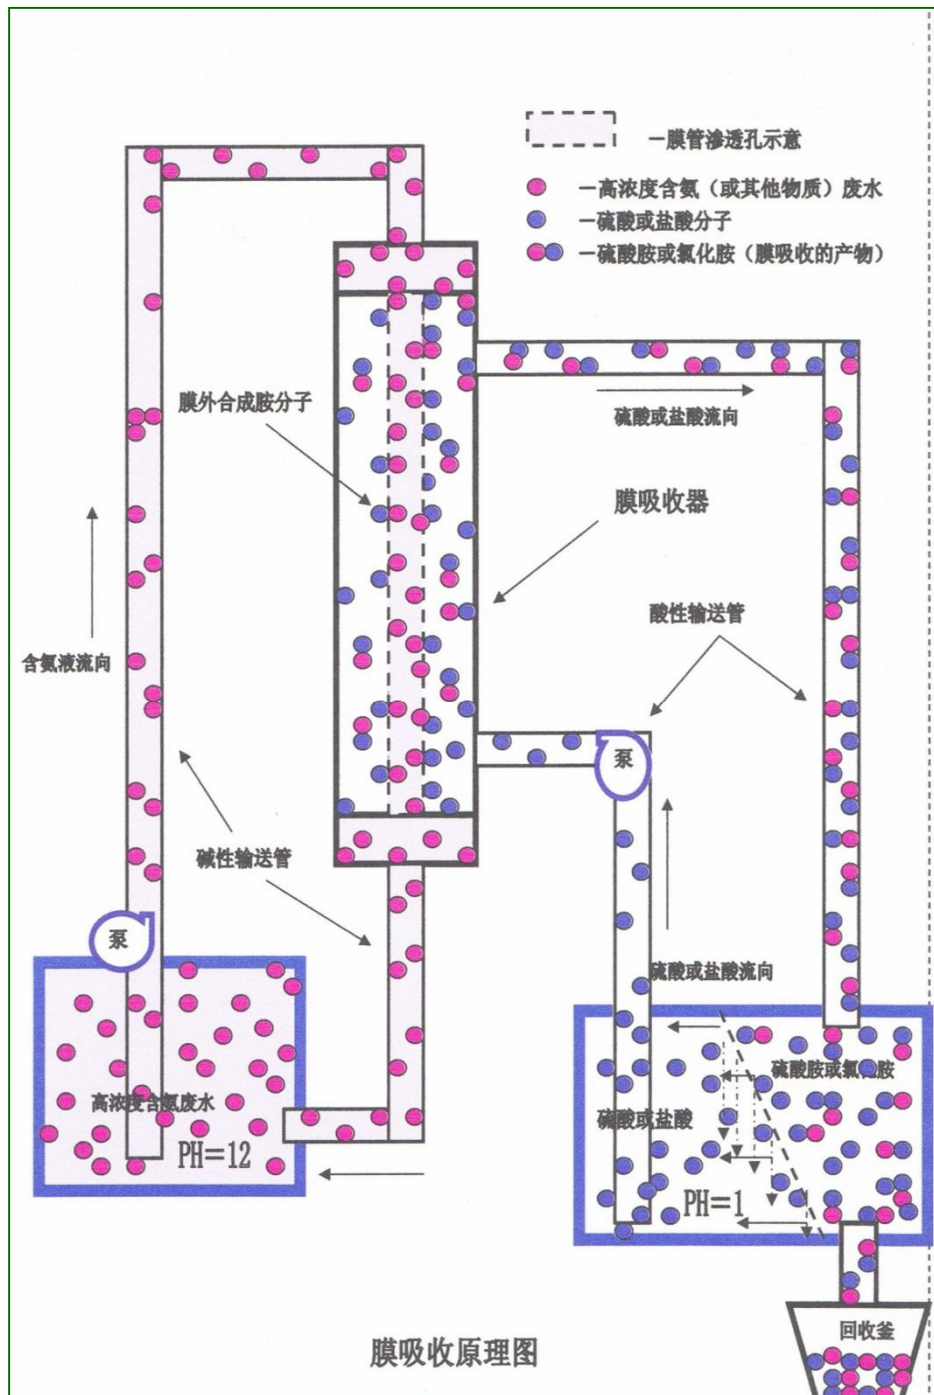 —膜管渗透孔示意
—高浓度含氨（或其他物质）废水
—硫酸或盐酸分子
—硫酸胺或氯化胺（膜吸收的产物）
膜外合成胺分子
硫酸或盐酸流向
膜吸收器
酸性输送管
含氨液流向
泵
碱性输送管
泵
硫酸或盐酸流向
硫酸胺或氯化胺
高浓度含氨废水
硫酸或盐酸
PH=12
PH=1
回收釜
膜吸收原理图